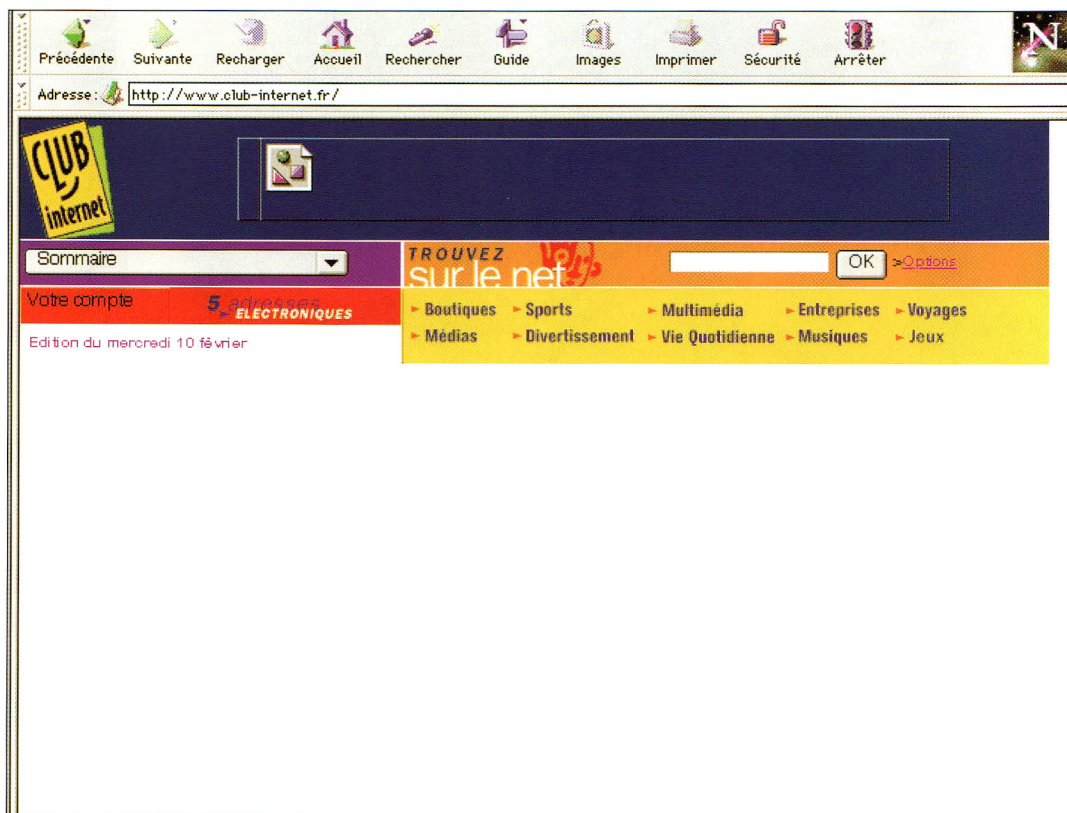 Précédente Suivante Recharger Accueil Rechercher Guide Images Imprimer Sécurité Arrêter
N
Adresse: http://www.club-internet.fr/
CLUB
internet
Sommaire
TROUVEZ
sur le net
OK >Options
Votre compte
5 adresses
ELECTRONIQUES
Boutiques Sports Multimédia Entreprises Voyages
Médias Divertissement Vie Quotidienne Musiques Jeux
Edition du mercredi 10 février